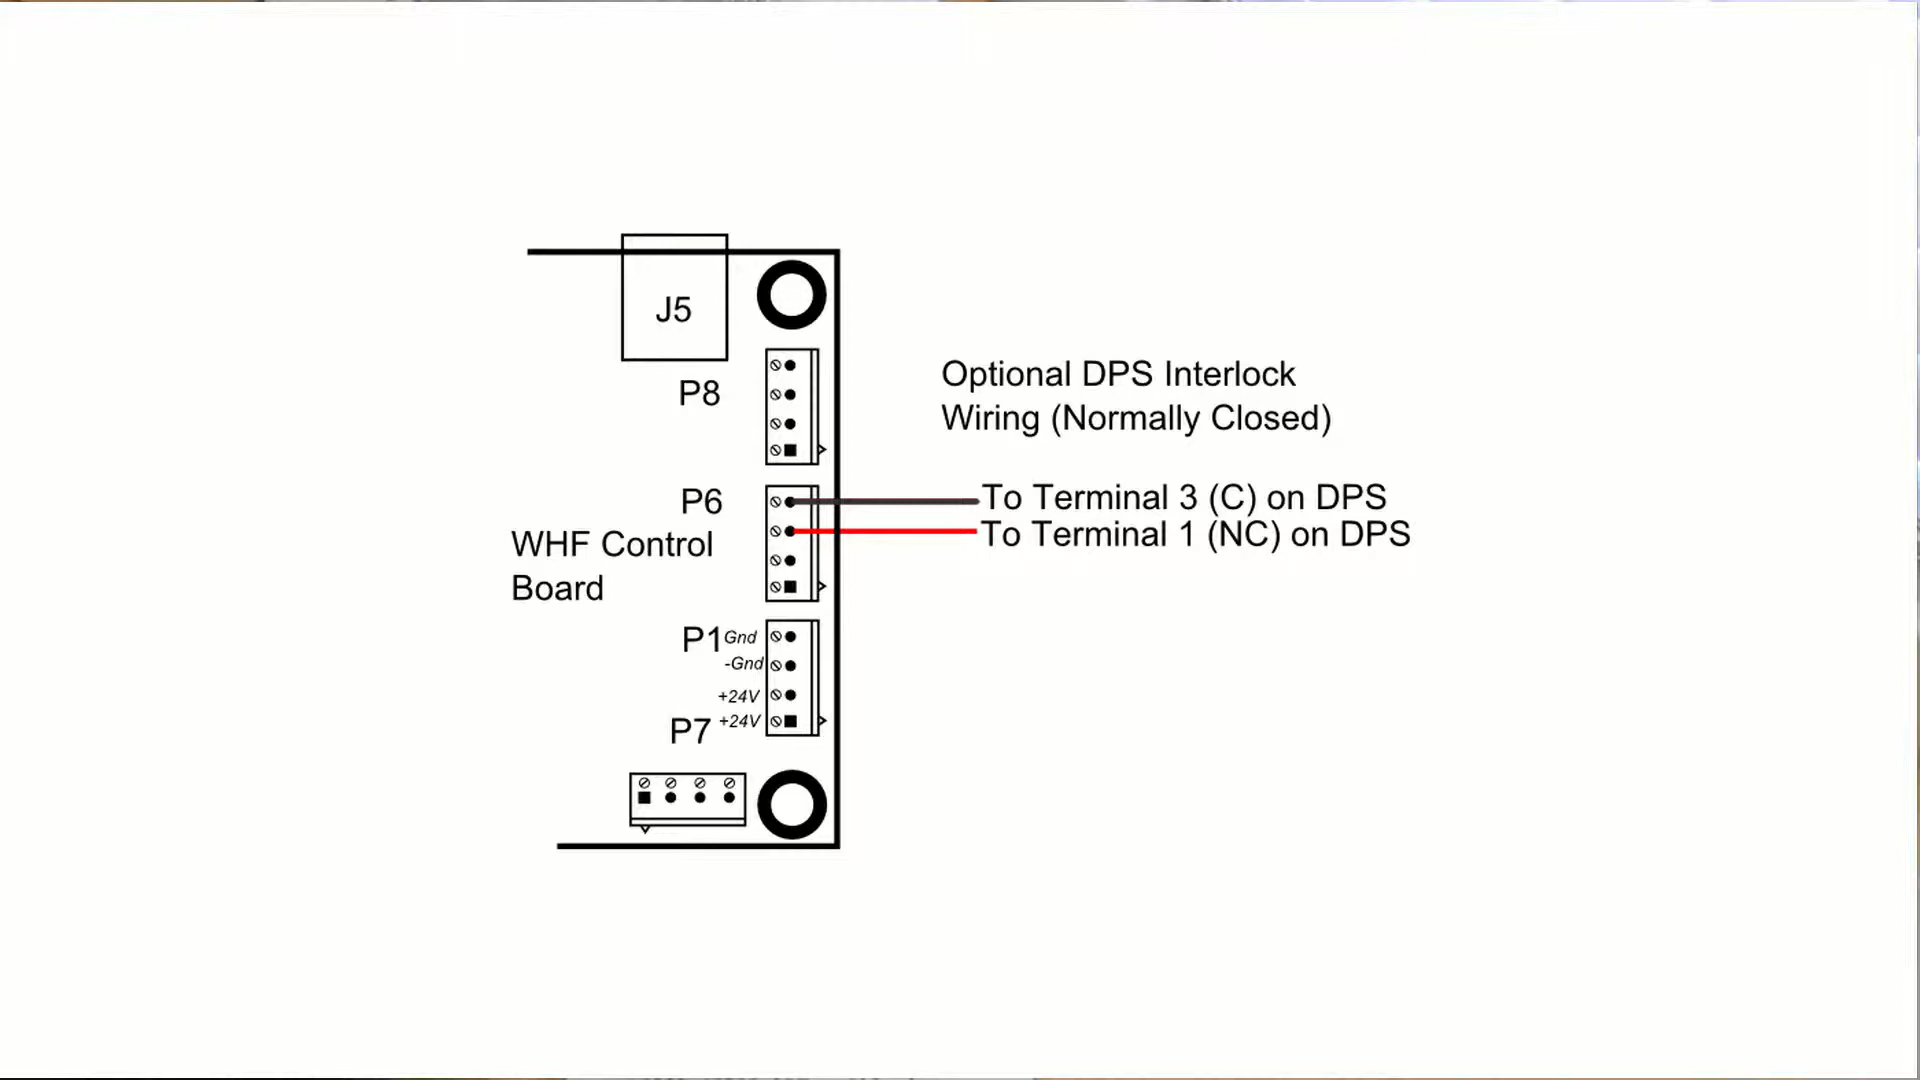 J5
P8
Optional DPS Interlock
Wiring (Normally Closed)
P6
To Terminal 3 (C) on DPS
To Terminal 1 (NC) on DPS
WHF Control
Board
P1 Gnd
-Gnd
+24V
P7 +24V